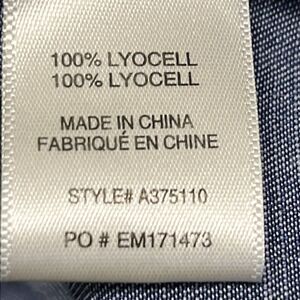 100% LYOCELL
100% LYOCELL
MADE IN CHINA
FABRIQUÉ EN CHINE
STYLE# A375110
PO # EM171473